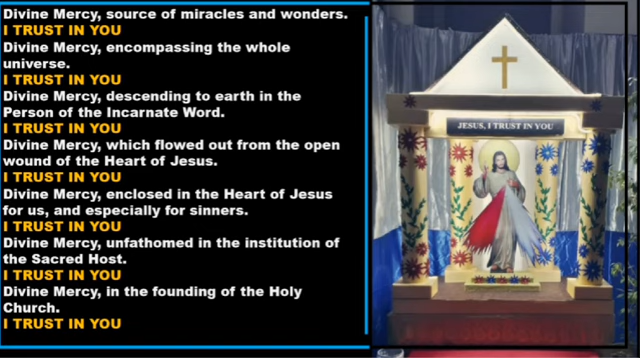 Divine Mercy, source of miracles and wonders.
I TRUST IN YOU
Divine Mercy, encompassing the whole
universe.
I TRUST IN YOU
Divine Mercy, descending to earth in the
Person of the Incarnate Word.
I TRUST IN YOU
Divine Mercy, which flowed out from the open
wound of the Heart of Jesus.
I TRUST IN YOU
Divine Mercy, enclosed in the Heart of Jesus
for us, and especially for sinners.
I TRUST IN YOU
Divine Mercy, unfathomed in the institution of
the Sacred Host.
I TRUST IN YOU
Divine Mercy, in the founding of the Holy
Church.
I TRUST IN YOU
JESUS, I TRUST IN YOU